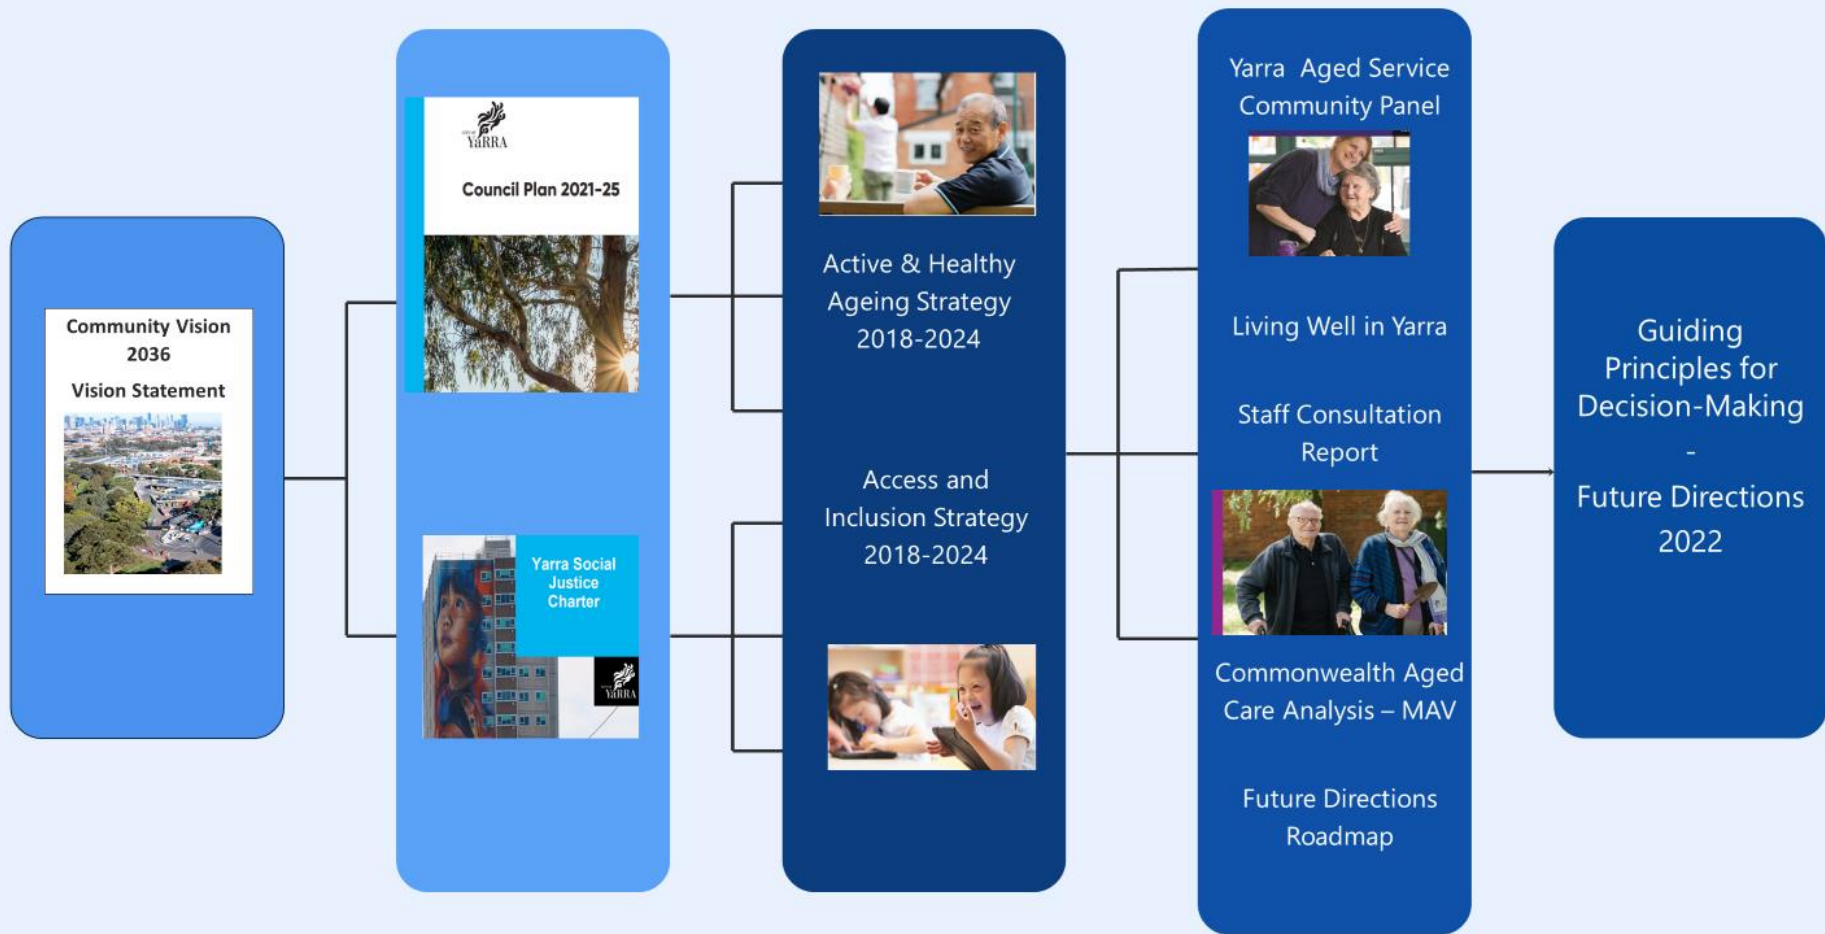 Community Vision
2036
Vision Statement
YaRRA
Council Plan 2021-25
Yarra Social
Justice
Charter
YaRRA
Active & Healthy
Ageing Strategy
2018-2024
Access and
Inclusion Strategy
2018-2024
Yarra Aged Service
Community Panel
Living Well in Yarra
Staff Consultation
Report
Commonwealth Aged
Care Analysis – MAV
Future Directions
Roadmap
Guiding
Principles for
Decision-Making
-
Future Directions
2022